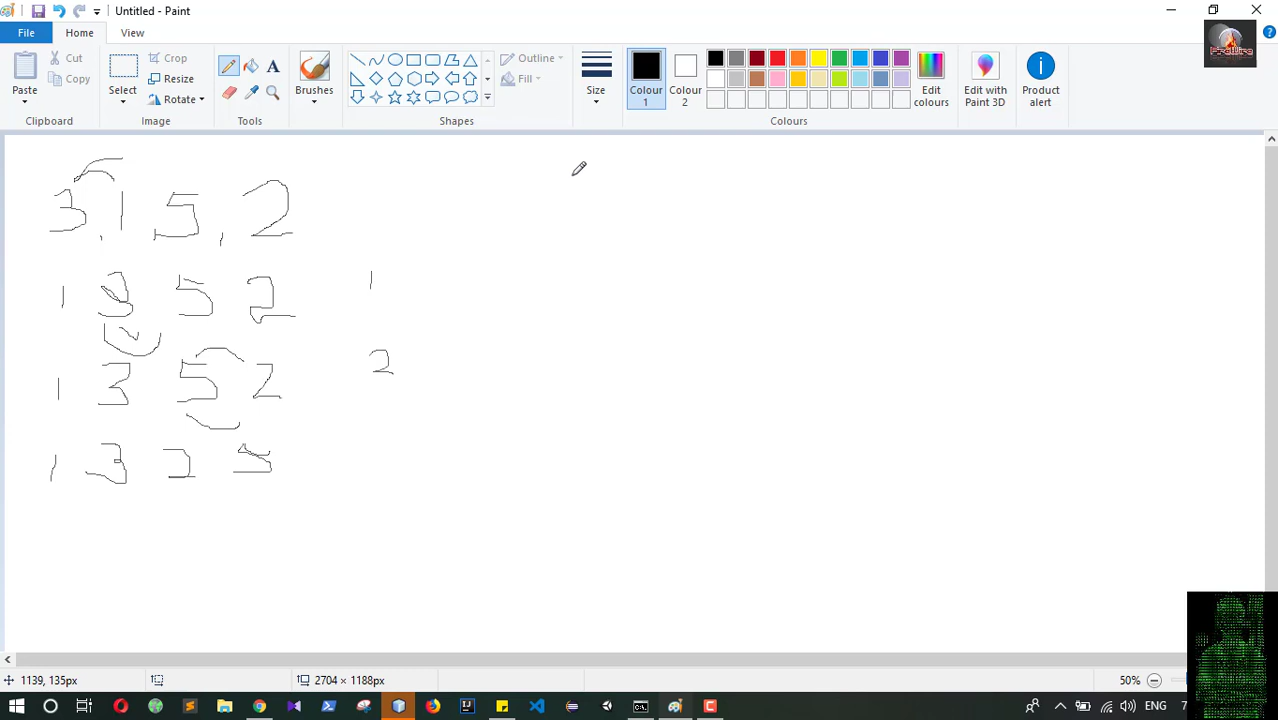 Untitled - Paint
File Home View
Paste Cut Copy Select Crop Resize Rotate Brushes Outline Fill Size Colour 1 Colour 2 Edit colours Edit with Paint 3D Product alert
Clipboard Image Tools Shapes Colours
3, 1 5, 2
1 3 5 2 1
1 3 5 2 2
1 3 2 5
1139, 135px 2704 × 1088px 50%